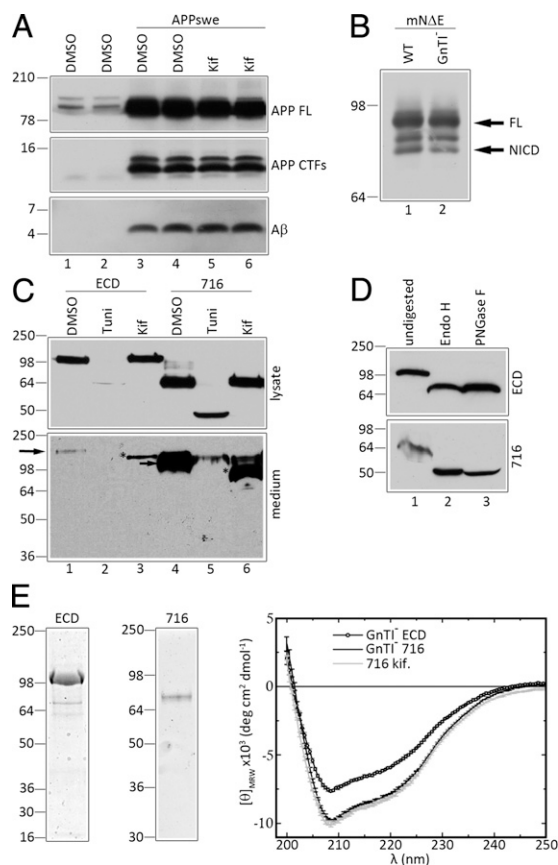 A
APPswe
DMSO DMSO DMSO DMSO Kif Kif
210
78
APP FL
16
APP CTFs
7
4
Aβ
1 2 3 4 5 6
B
mNΔE
WT GnTI-
98
64
FL
NICD
1 2
C
ECD 716
DMSO Tuni Kif DMSO Tuni Kif
250
98
64
50
lysate
250
98
64
50
36
medium
1 2 3 4 5 6
D
undigested Endo H PNGase F
250
98
64
50
ECD
98
64
50
36
716
1 2 3
E
ECD
250
98
64
50
36
30
16
716
250
98
64
50
36
30
GnTI- ECD
GnTI- 716
716 kif.
[θ]MRW x10³ (deg cm² dmol⁻¹)
0
-5
-10
200 210 220 230 240 250
λ (nm)